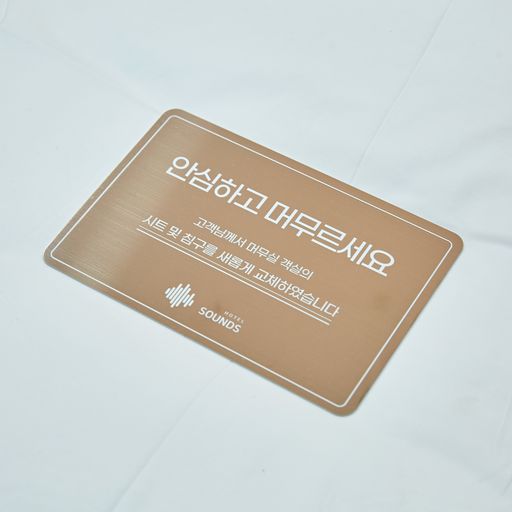 안심하고 머무르세요
고객님께서 머무실 객실의
시트 및 침구를 새롭게 교체하였습니다
HOTEL
SOUNDS